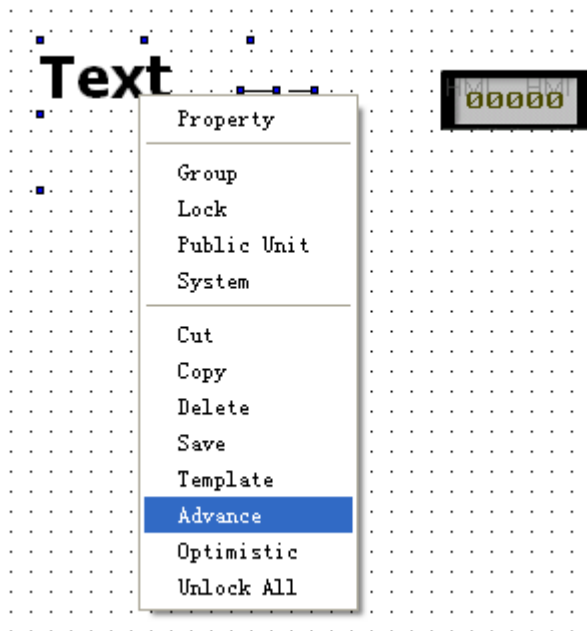 Text
HMI HMI
00000
Property
Group
Lock
Public Unit
System
Cut
Copy
Delete
Save
Template
Advance
Optimistic
Unlock All